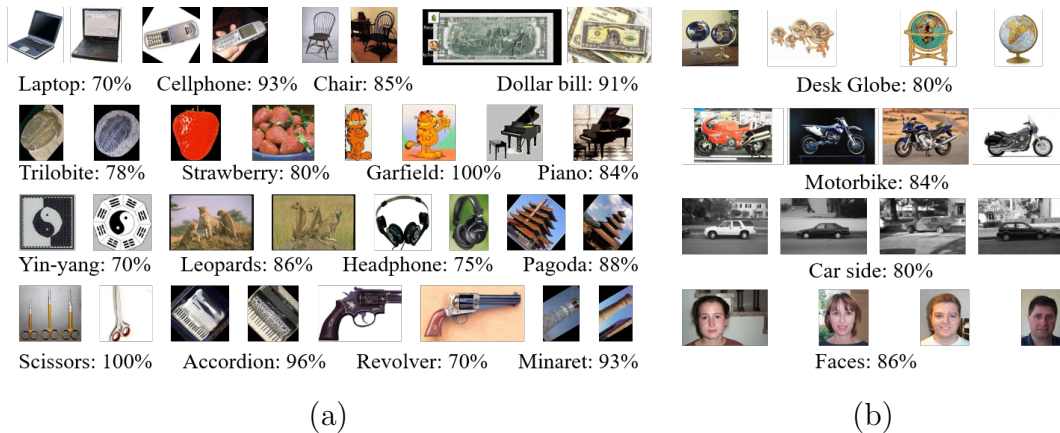 Laptop: 70% Cellphone: 93% Chair: 85% Dollar bill: 91%
Trilobite: 78% Strawberry: 80% Garfield: 100% Piano: 84%
Yin-yang: 70% Leopards: 86% Headphone: 75% Pagoda: 88%
Scissors: 100% Accordion: 96% Revolver: 70% Minaret: 93%
(a)
Desk Globe: 80%
Motorbike: 84%
Car side: 80%
Faces: 86%
(b)